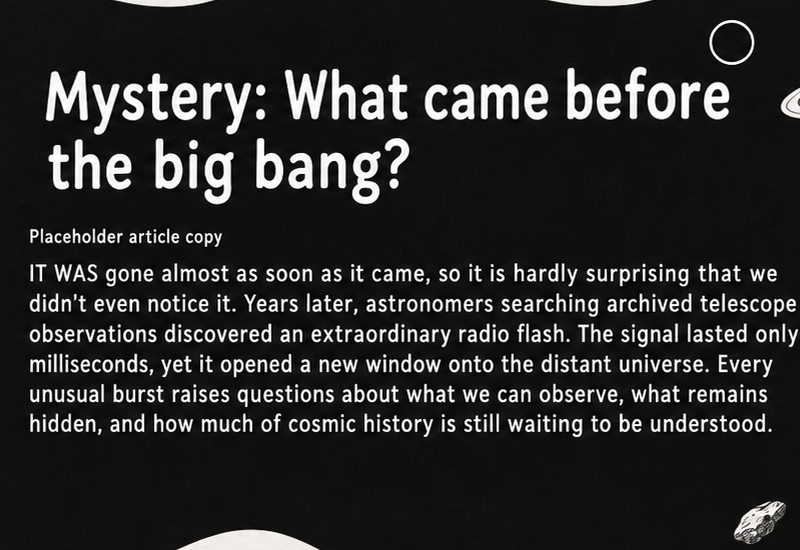 Mystery: What came before
the big bang?
Placeholder article copy
IT WAS gone almost as soon as it came, so it is hardly surprising that we
didn't even notice it. Years later, astronomers searching archived telescope
observations discovered an extraordinary radio flash. The signal lasted only
milliseconds, yet it opened a new window onto the distant universe. Every
unusual burst raises questions about what we can observe, what remains
hidden, and how much of cosmic history is still waiting to be understood.